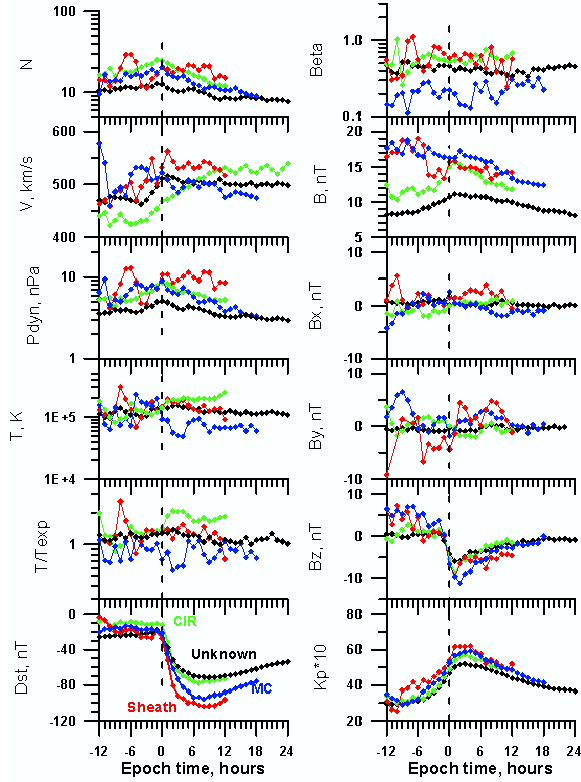 100
10
N
600
500
400
V, km/s
10
1
Pdyn, nPa
1E+5
1E+4
T, K
1
T/Texp
0
-40
-80
-120
Dst, nT
CIR
Unknown
MC
Sheath
-12 -6 0 6 12 18 24
Epoch time, hours
1.0
0.1
Beta
20
15
10
5
B, nT
10
0
-10
Bx, nT
10
0
-10
By, nT
10
0
-10
Bz, nT
80
60
40
20
Kp*10
-12 -6 0 6 12 18 24
Epoch time, hours